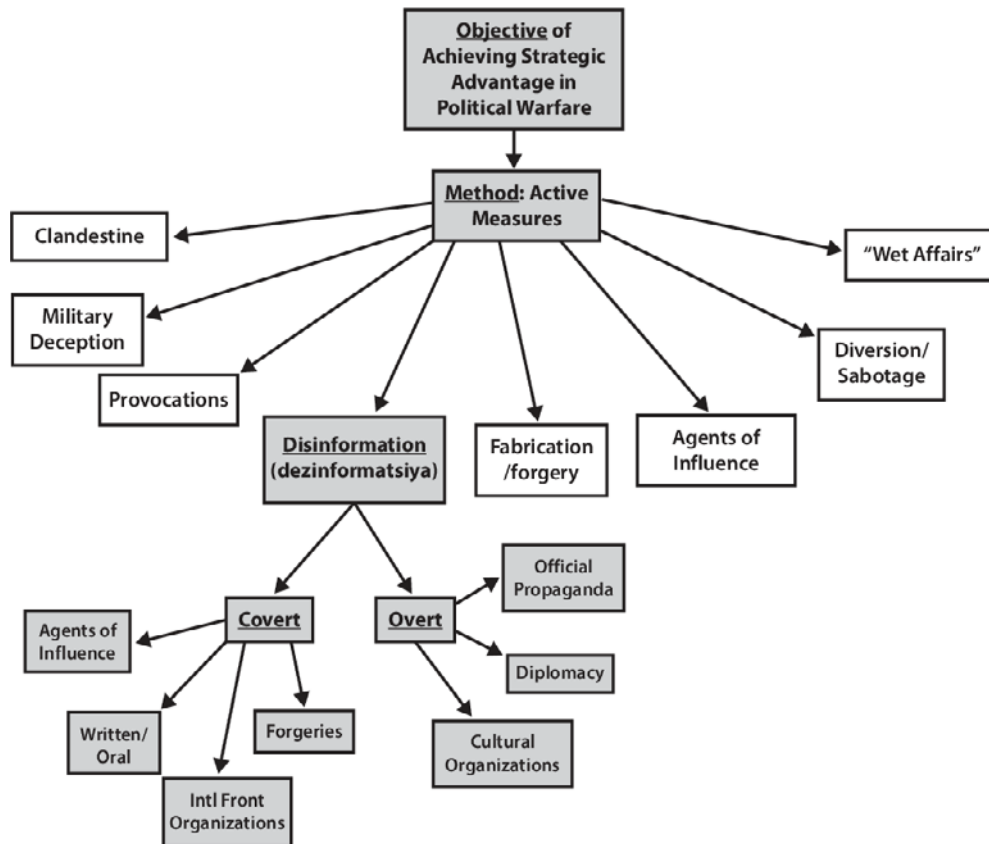 Objective of
Achieving Strategic
Advantage in
Political Warfare
Method: Active
Measures
Clandestine
"Wet Affairs"
Military
Deception
Diversion/
Sabotage
Provocations
Disinformation
(dezinformatsiya)
Fabrication
/forgery
Agents of
Influence
Official
Propaganda
Covert
Overt
Agents of
Influence
Diplomacy
Written/
Oral
Forgeries
Cultural
Organizations
Intl Front
Organizations